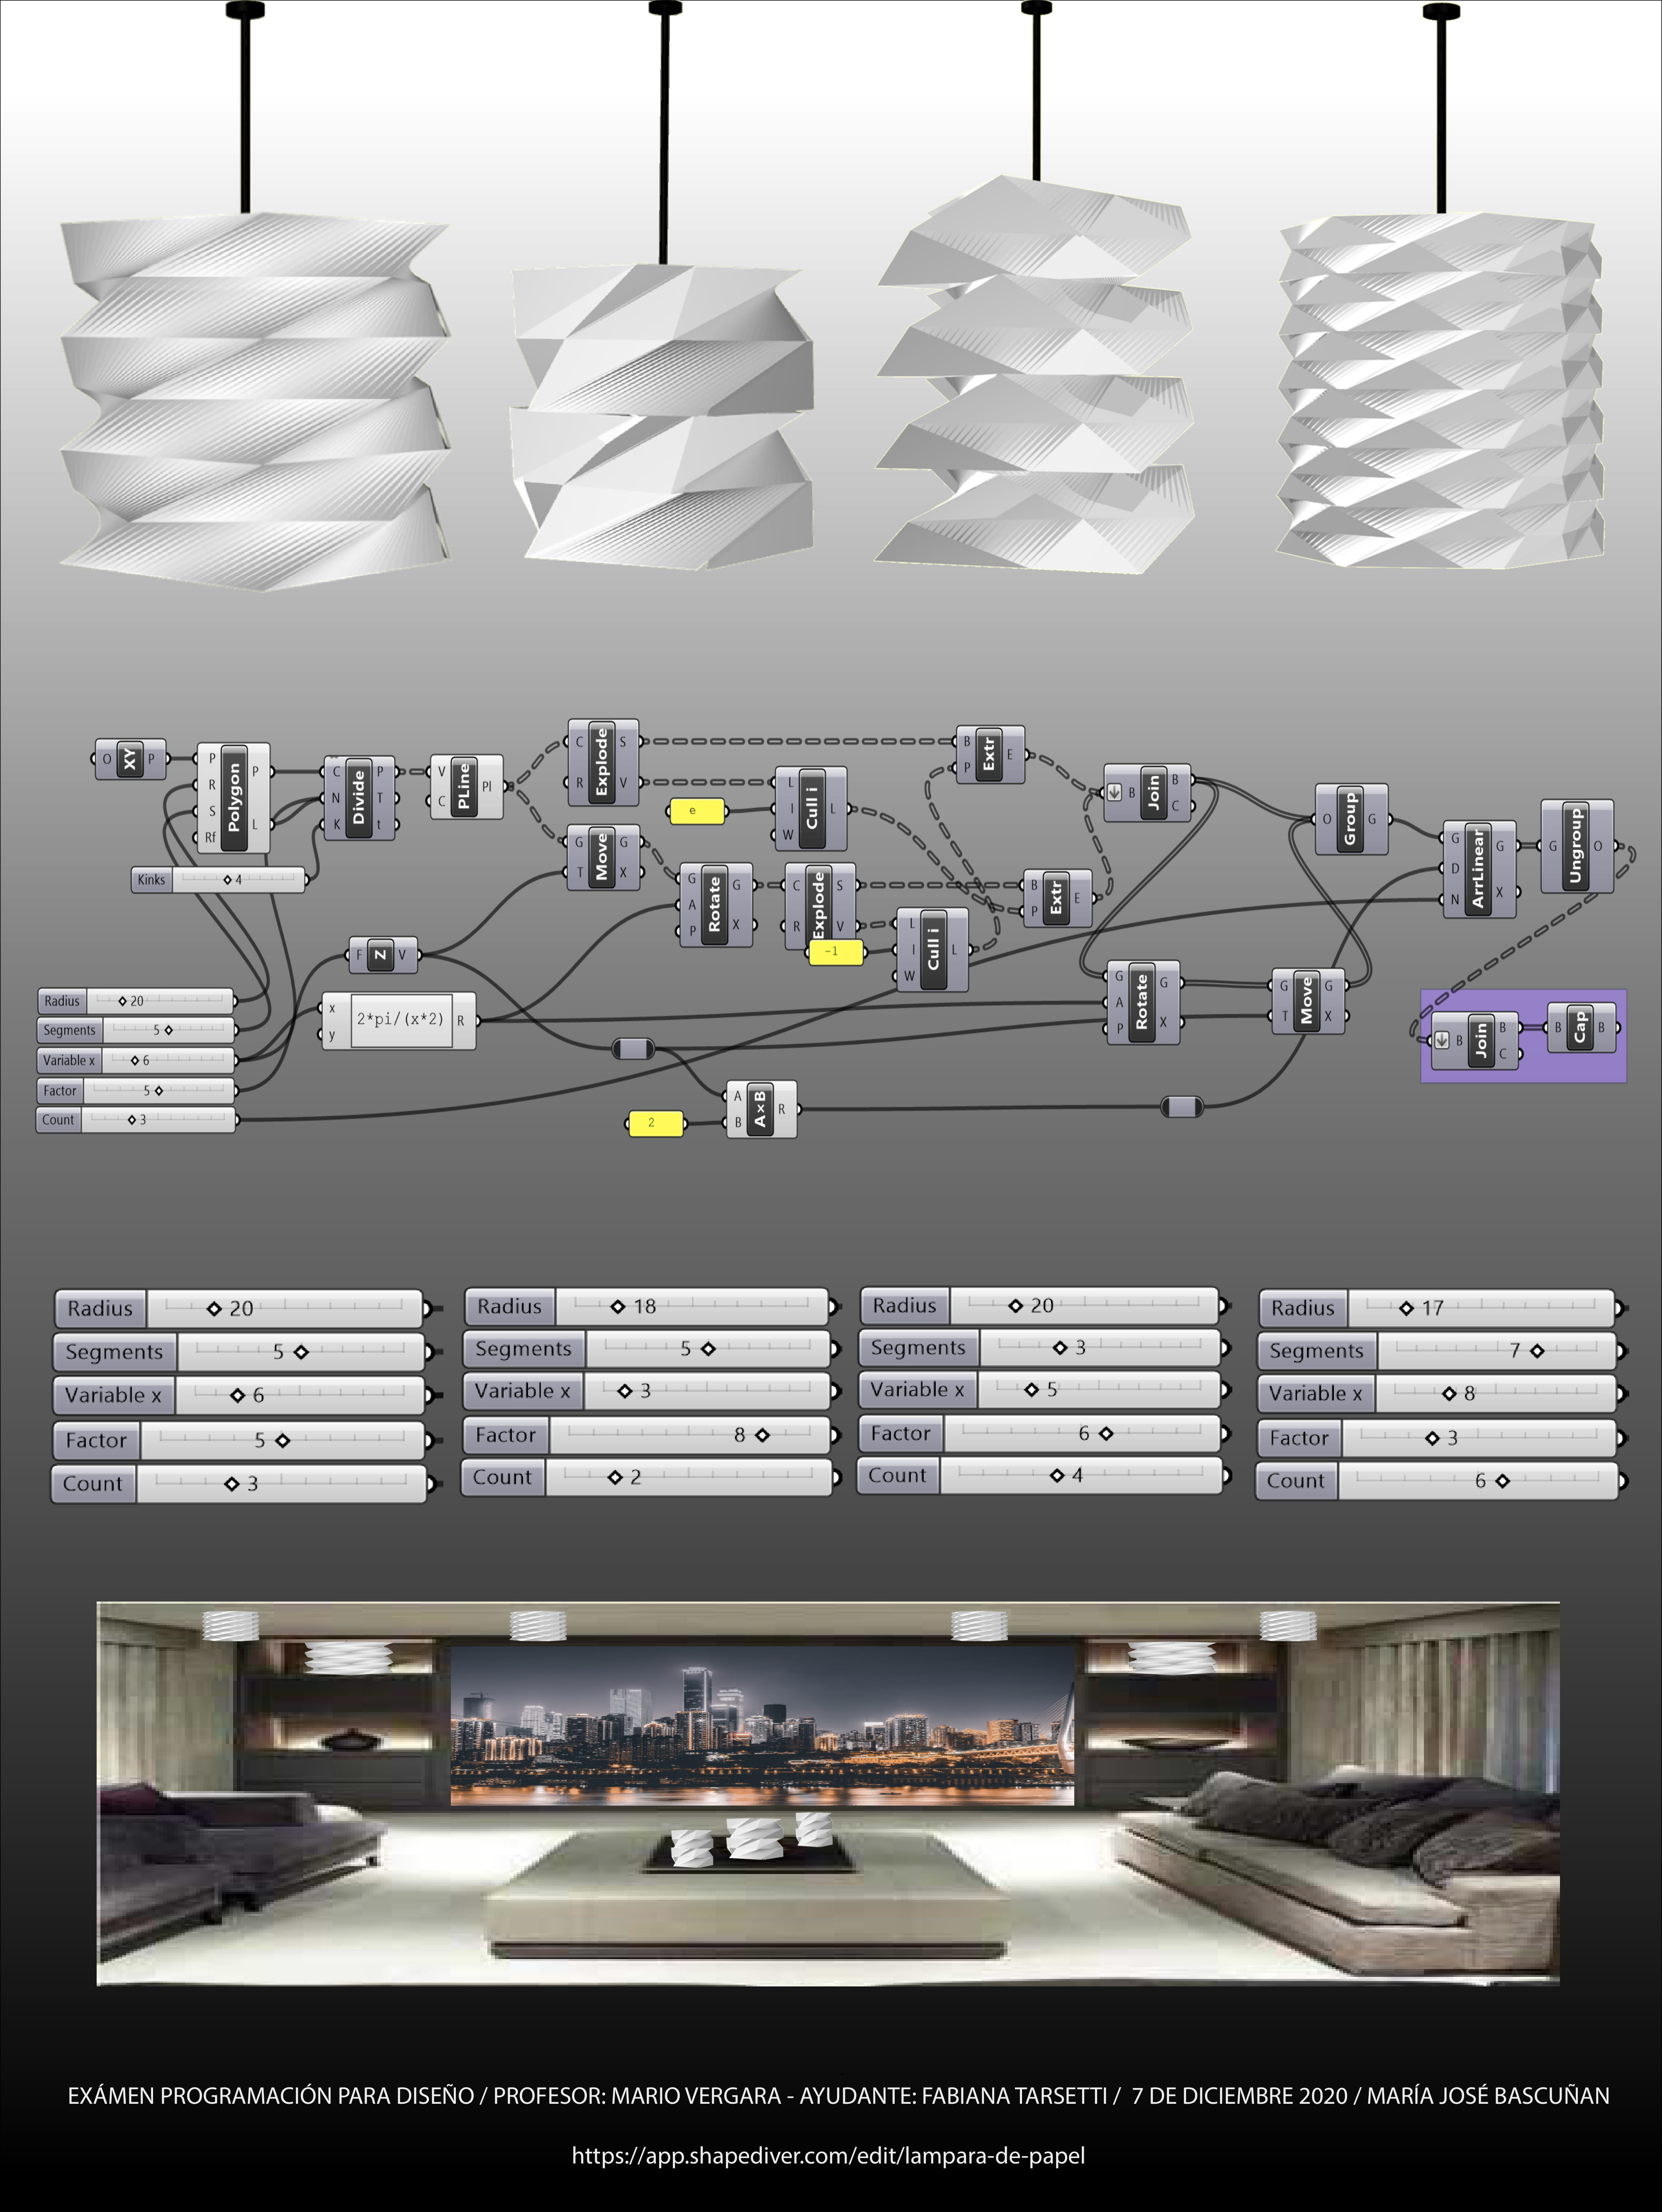 O XY P
P R S Rf Polygon P L
C N K Divide P T t
V C PLine Pl
C R Explode S V
e
L I W Cull i L
B P Extr E
B Join B C
O Group G
G D N ArrLinear G X
G Ungroup O
Kinks 4
G T Move G X
G A P Rotate G X
C R Explode S V
-1
L I W Cull i L
B P Extr E
F Z V
x y 2*pi/(x*2) R
G A P Rotate G X
G T Move G X
B Join B C
B Cap B
Radius 20
Segments 5
Variable x 6
Factor 5
Count 3
2
A B A×B R
Radius 20
Segments 5
Variable x 6
Factor 5
Count 3
Radius 18
Segments 5
Variable x 3
Factor 8
Count 2
Radius 20
Segments 3
Variable x 5
Factor 6
Count 4
Radius 17
Segments 7
Variable x 8
Factor 3
Count 6
EXÁMEN PROGRAMACIÓN PARA DISEÑO / PROFESOR: MARIO VERGARA - AYUDANTE: FABIANA TARSETTI / 7 DE DICIEMBRE 2020 / MARÍA JOSÉ BASCUÑAN
https://app.shapediver.com/edit/lampara-de-papel